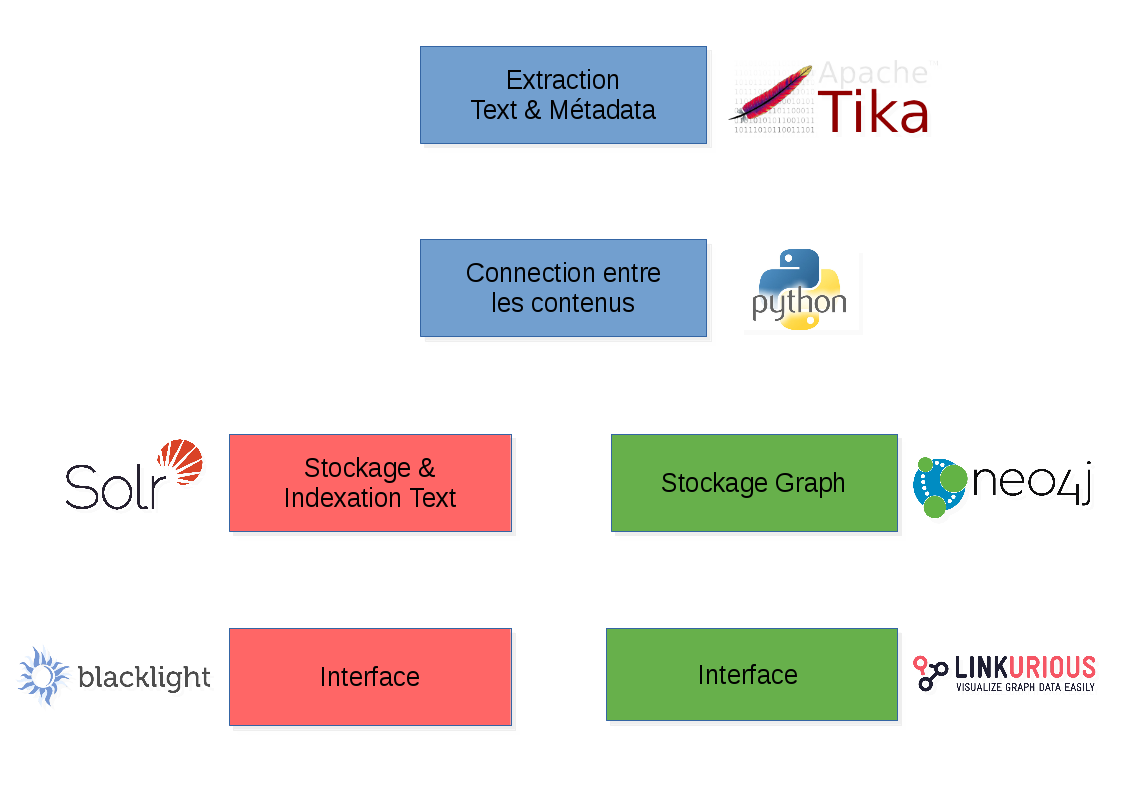 Extraction
Text & Métadata
Apache™
Tika
Connection entre
les contenus
python
Solr
Stockage &
Indexation Text
Stockage Graph
neo4j
blacklight
Interface
Interface
LINKURIOUS
VISUALIZE GRAPH DATA EASILY